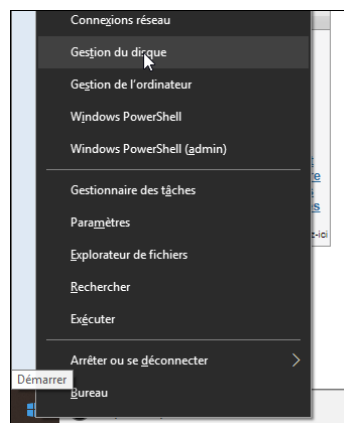 Connexions réseau
Gestion du disque
Gestion de l'ordinateur
Windows PowerShell
Windows PowerShell (admin)
e
s
z-ici
Gestionnaire des tâches
Paramètres
Explorateur de fichiers
Rechercher
Exécuter
Arrêter ou se déconnecter
Démarrer
Bureau